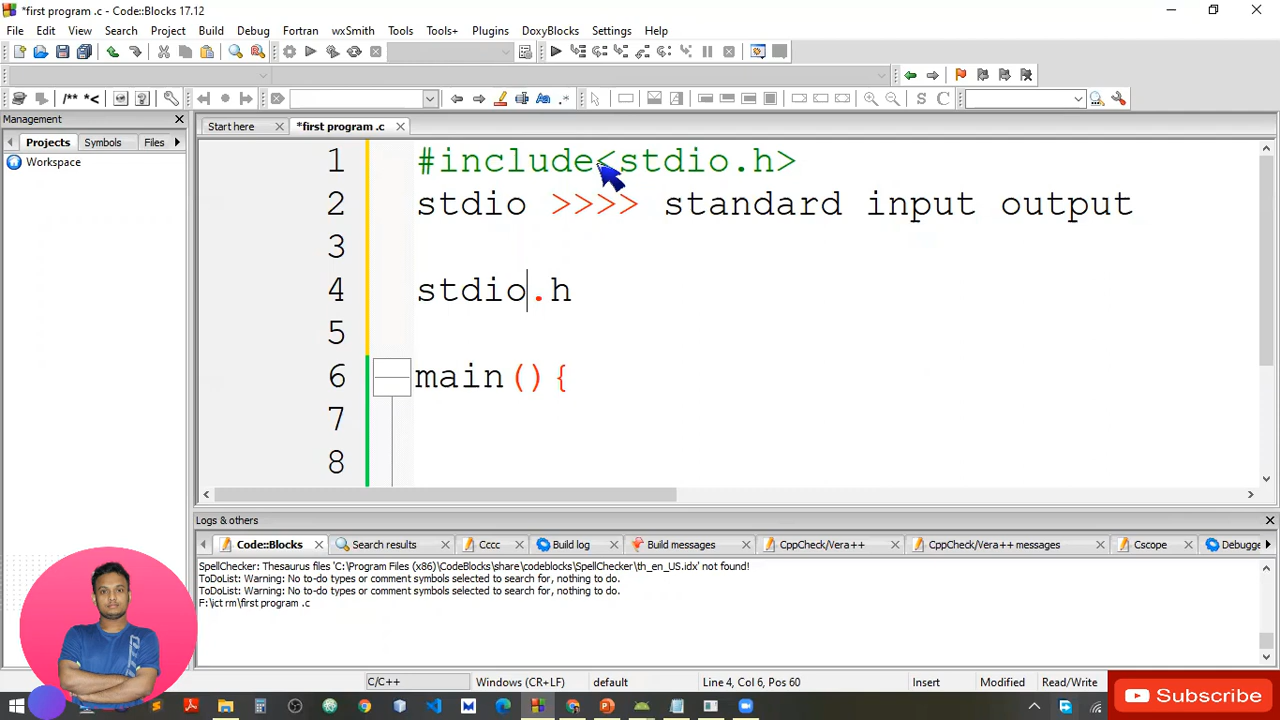 *first program .c - Code::Blocks 17.12
File Edit View Search Project Build Debug Fortran wxSmith Tools Tools+ Plugins DoxyBlocks Settings Help
/** *<
S C
Management
Projects Symbols Files
Workspace
Start here *first program .c
1 #include<stdio.h>
2 stdio >>>> standard input output
3
4 stdio.h
5
6 main(){
7
8
Logs & others
Code::Blocks Search results Cccc Build log Build messages CppCheck/Vera++ CppCheck/Vera++ messages Cscope Debugge
SpellChecker: Thesaurus files 'C:\Program Files (x86)\CodeBlocks\share\codeblocks\SpellChecker\th_en_US.idx' not found!
ToDoList: Warning: No to-do types or comment symbols selected to search for, nothing to do.
ToDoList: Warning: No to-do types or comment symbols selected to search for, nothing to do.
F:\ict rm\first program .c
C/C++ Windows (CR+LF) default Line 4, Col 6, Pos 60 Insert Modified Read/Write
Subscribe